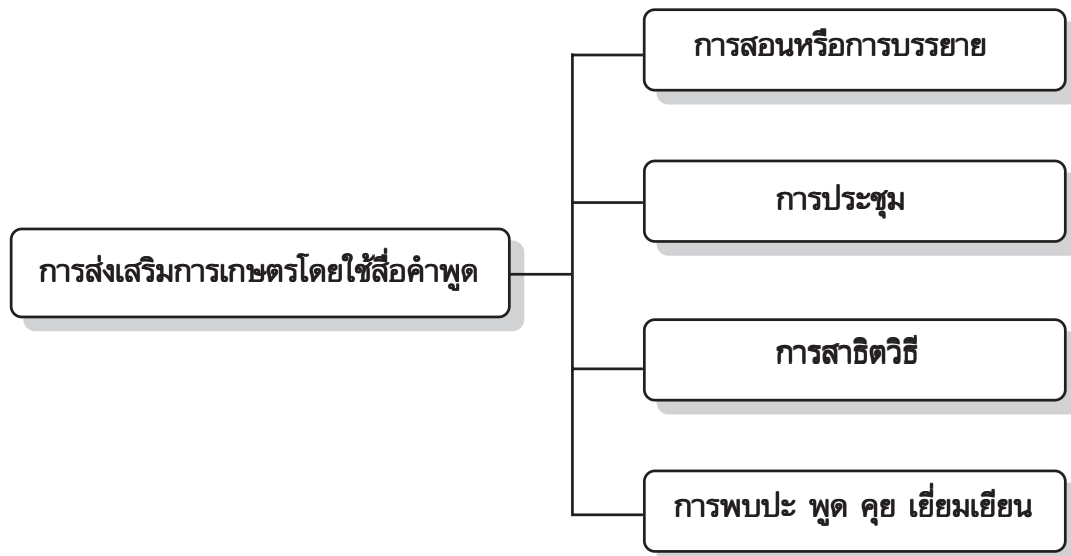 การส่งเสริมการเกษตรโดยใช้สื่อคำพูด
การสอนหรือการบรรยาย
การประชุม
การสาธิตวิธี
การพบปะ พูด คุย เยี่ยมเยียน